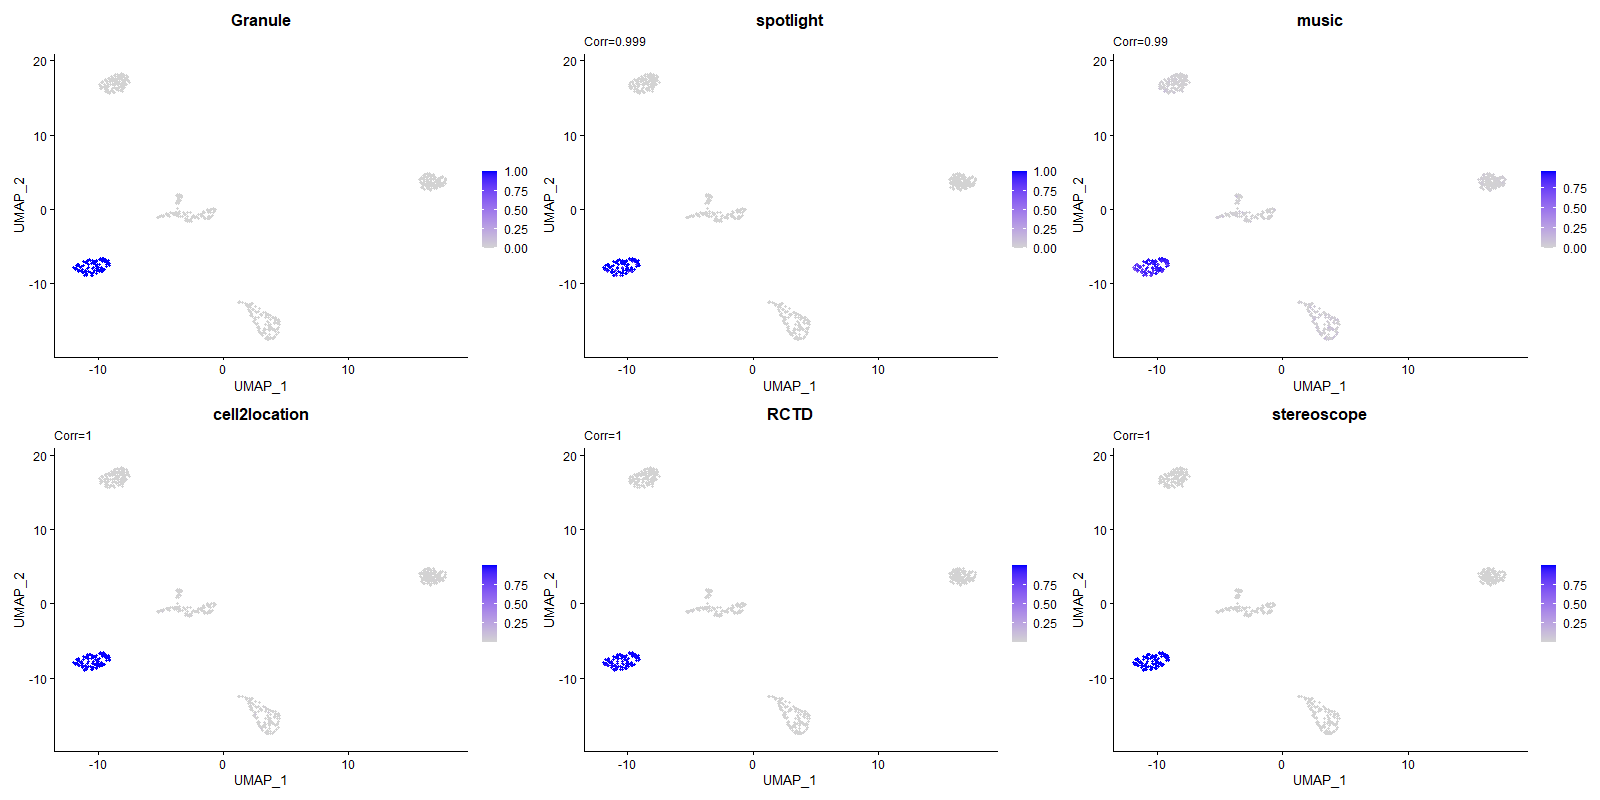 Granule
20
10
0
-10
UMAP_2
-10
0
10
UMAP_1
1.00
0.75
0.50
0.25
0.00
spotlight
Corr=0.999
20
10
0
-10
UMAP_2
-10
0
10
UMAP_1
1.00
0.75
0.50
0.25
0.00
music
Corr=0.99
20
10
0
-10
UMAP_2
-10
0
10
UMAP_1
0.75
0.50
0.25
0.00
cell2location
Corr=1
20
10
0
-10
UMAP_2
-10
0
10
UMAP_1
0.75
0.50
0.25
RCTD
Corr=1
20
10
0
-10
UMAP_2
-10
0
10
UMAP_1
0.75
0.50
0.25
stereoscope
Corr=1
20
10
0
-10
UMAP_2
-10
0
10
UMAP_1
0.75
0.50
0.25